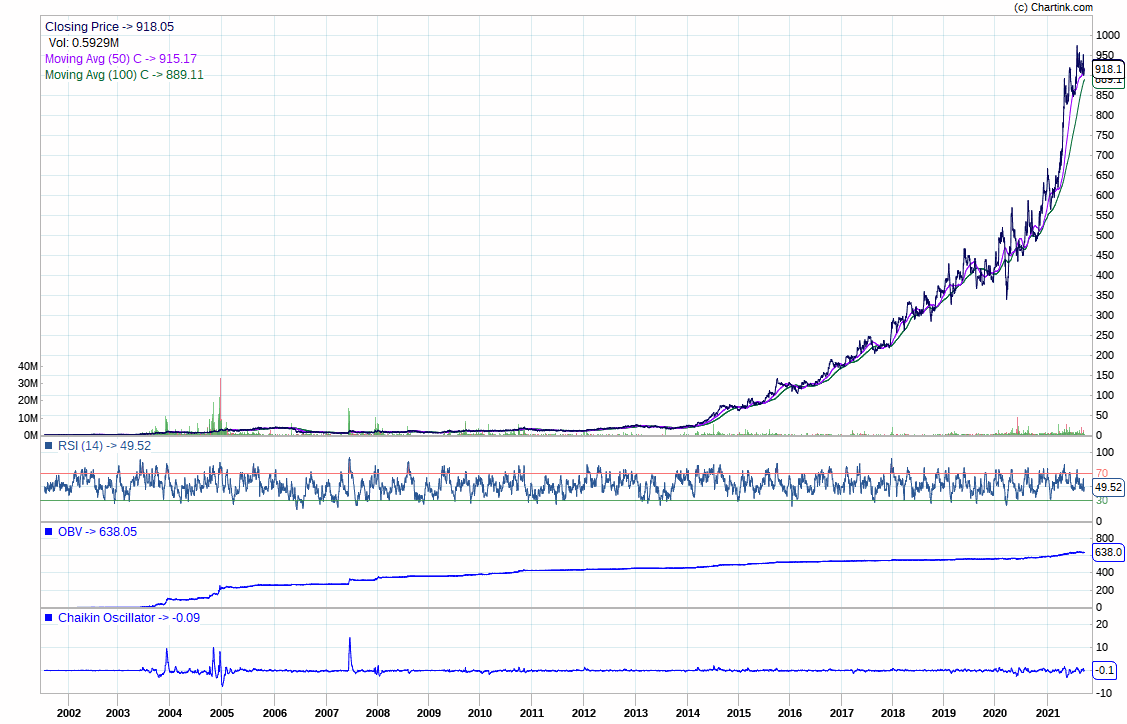 (c) Chartink.com
Closing Price -> 918.05
Vol: 0.5929M
Moving Avg (50) C -> 915.17
Moving Avg (100) C -> 889.11
1000
950
918.1
889.1
850
800
750
700
650
600
550
500
450
400
350
300
250
200
150
100
50
0
40M
30M
20M
10M
0M
RSI (14) -> 49.52
100
70
49.52
30
0
OBV -> 638.05
800
638.0
400
200
0
Chaikin Oscillator -> -0.09
20
10
-0.1
-10
2002 2003 2004 2005 2006 2007 2008 2009 2010 2011 2012 2013 2014 2015 2016 2017 2018 2019 2020 2021